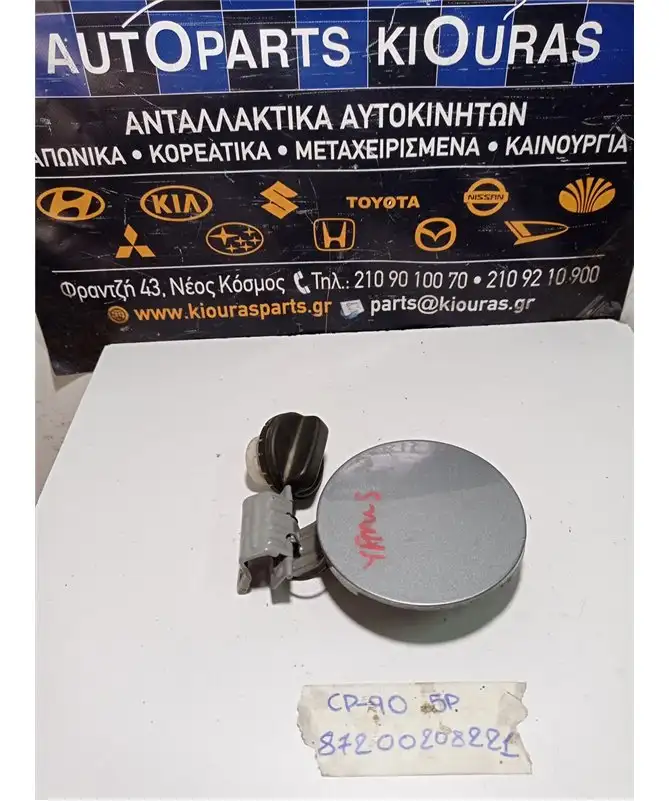 AUTOPARTS KIOURAS
ΑΝΤΑΛΛΑΚΤΙΚΑ ΑΥΤΟΚΙΝΗΤΩΝ
ΑΠΩΝΙΚΑ • ΚΟΡΕΑΤΙΚΑ • ΜΕΤΑΧΕΙΡΙΣΜΕΝΑ • ΚΑΙΝΟΥΡΓΙΑ
KIA
TOYOTA
NISSAN
Φραντζή 43, Νέος Κόσμος Τηλ.: 210 90 100 70 • 210 92 10 900
www.kiourasparts.gr parts@kiouras.gr
YARIS
CP-90 5P
87200208221